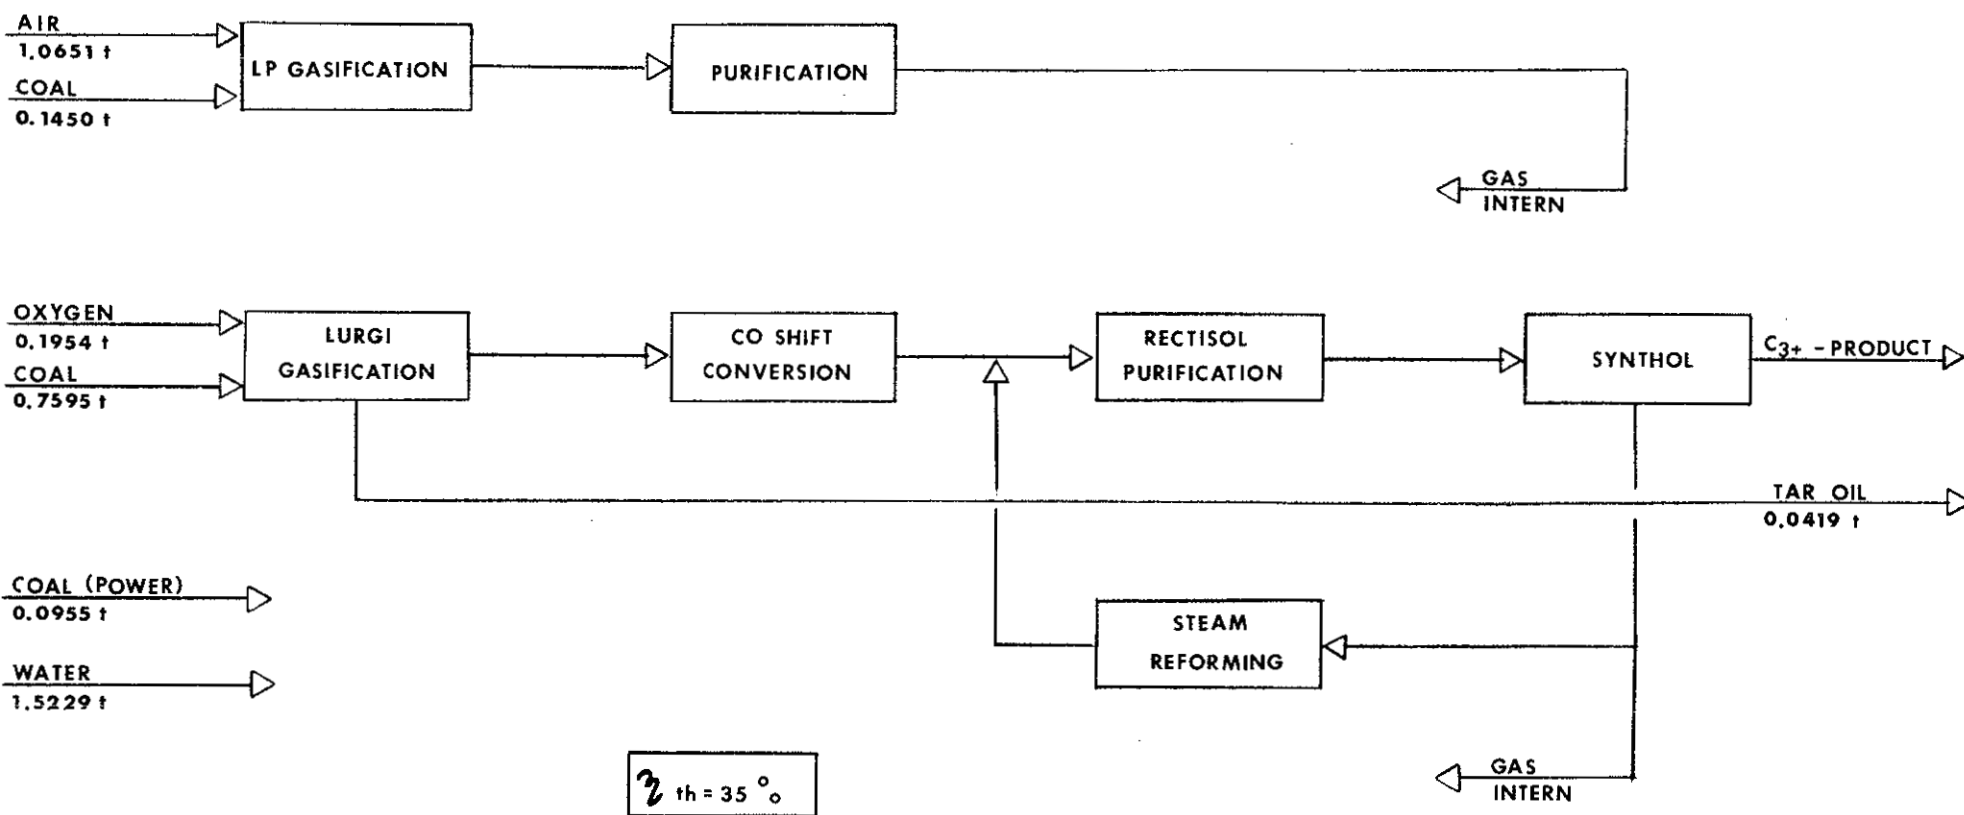 AIR
1.0651 t
COAL
0.1450 t
LP GASIFICATION
PURIFICATION
GAS
INTERN
OXYGEN
0.1954 t
COAL
0.7595 t
LURGI
GASIFICATION
CO SHIFT
CONVERSION
RECTISOL
PURIFICATION
SYNTHOL
C₃₊ - PRODUCT
TAR OIL
0.0419 t
COAL (POWER)
0.0955 t
WATER
1.5229 t
STEAM
REFORMING
GAS
INTERN
η th = 35 %